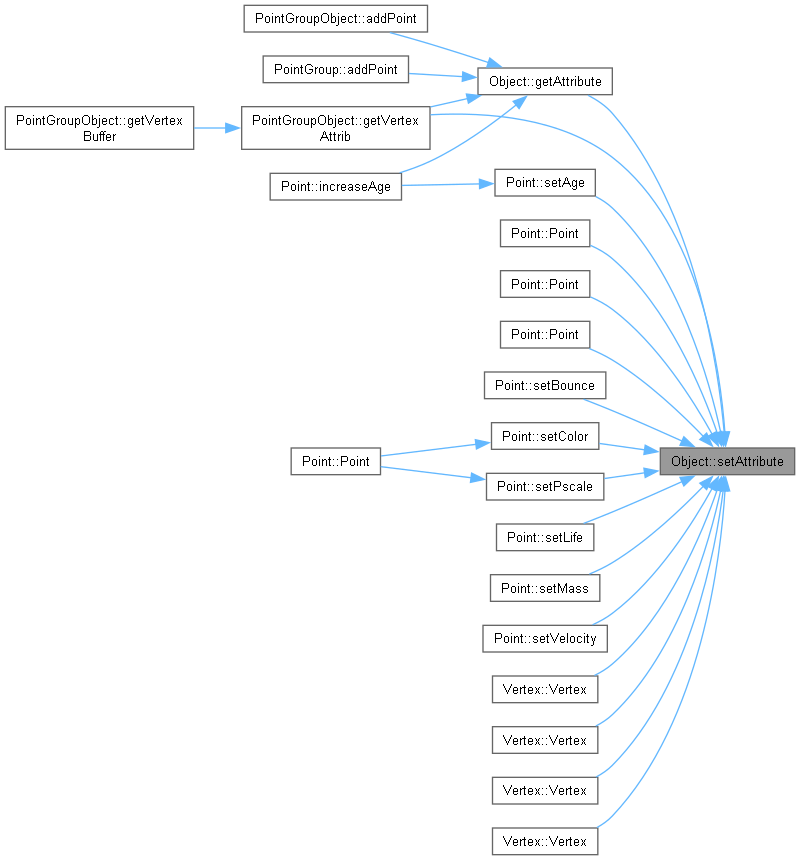 PointGroupObject::addPoint
PointGroup::addPoint
Object::getAttribute
PointGroupObject::getVertex
Buffer
PointGroupObject::getVertex
Attrib
Point::increaseAge
Point::setAge
Point::Point
Point::Point
Point::Point
Point::setBounce
Point::setColor
Point::Point
Object::setAttribute
Point::setPscale
Point::setLife
Point::setMass
Point::setVelocity
Vertex::Vertex
Vertex::Vertex
Vertex::Vertex
Vertex::Vertex